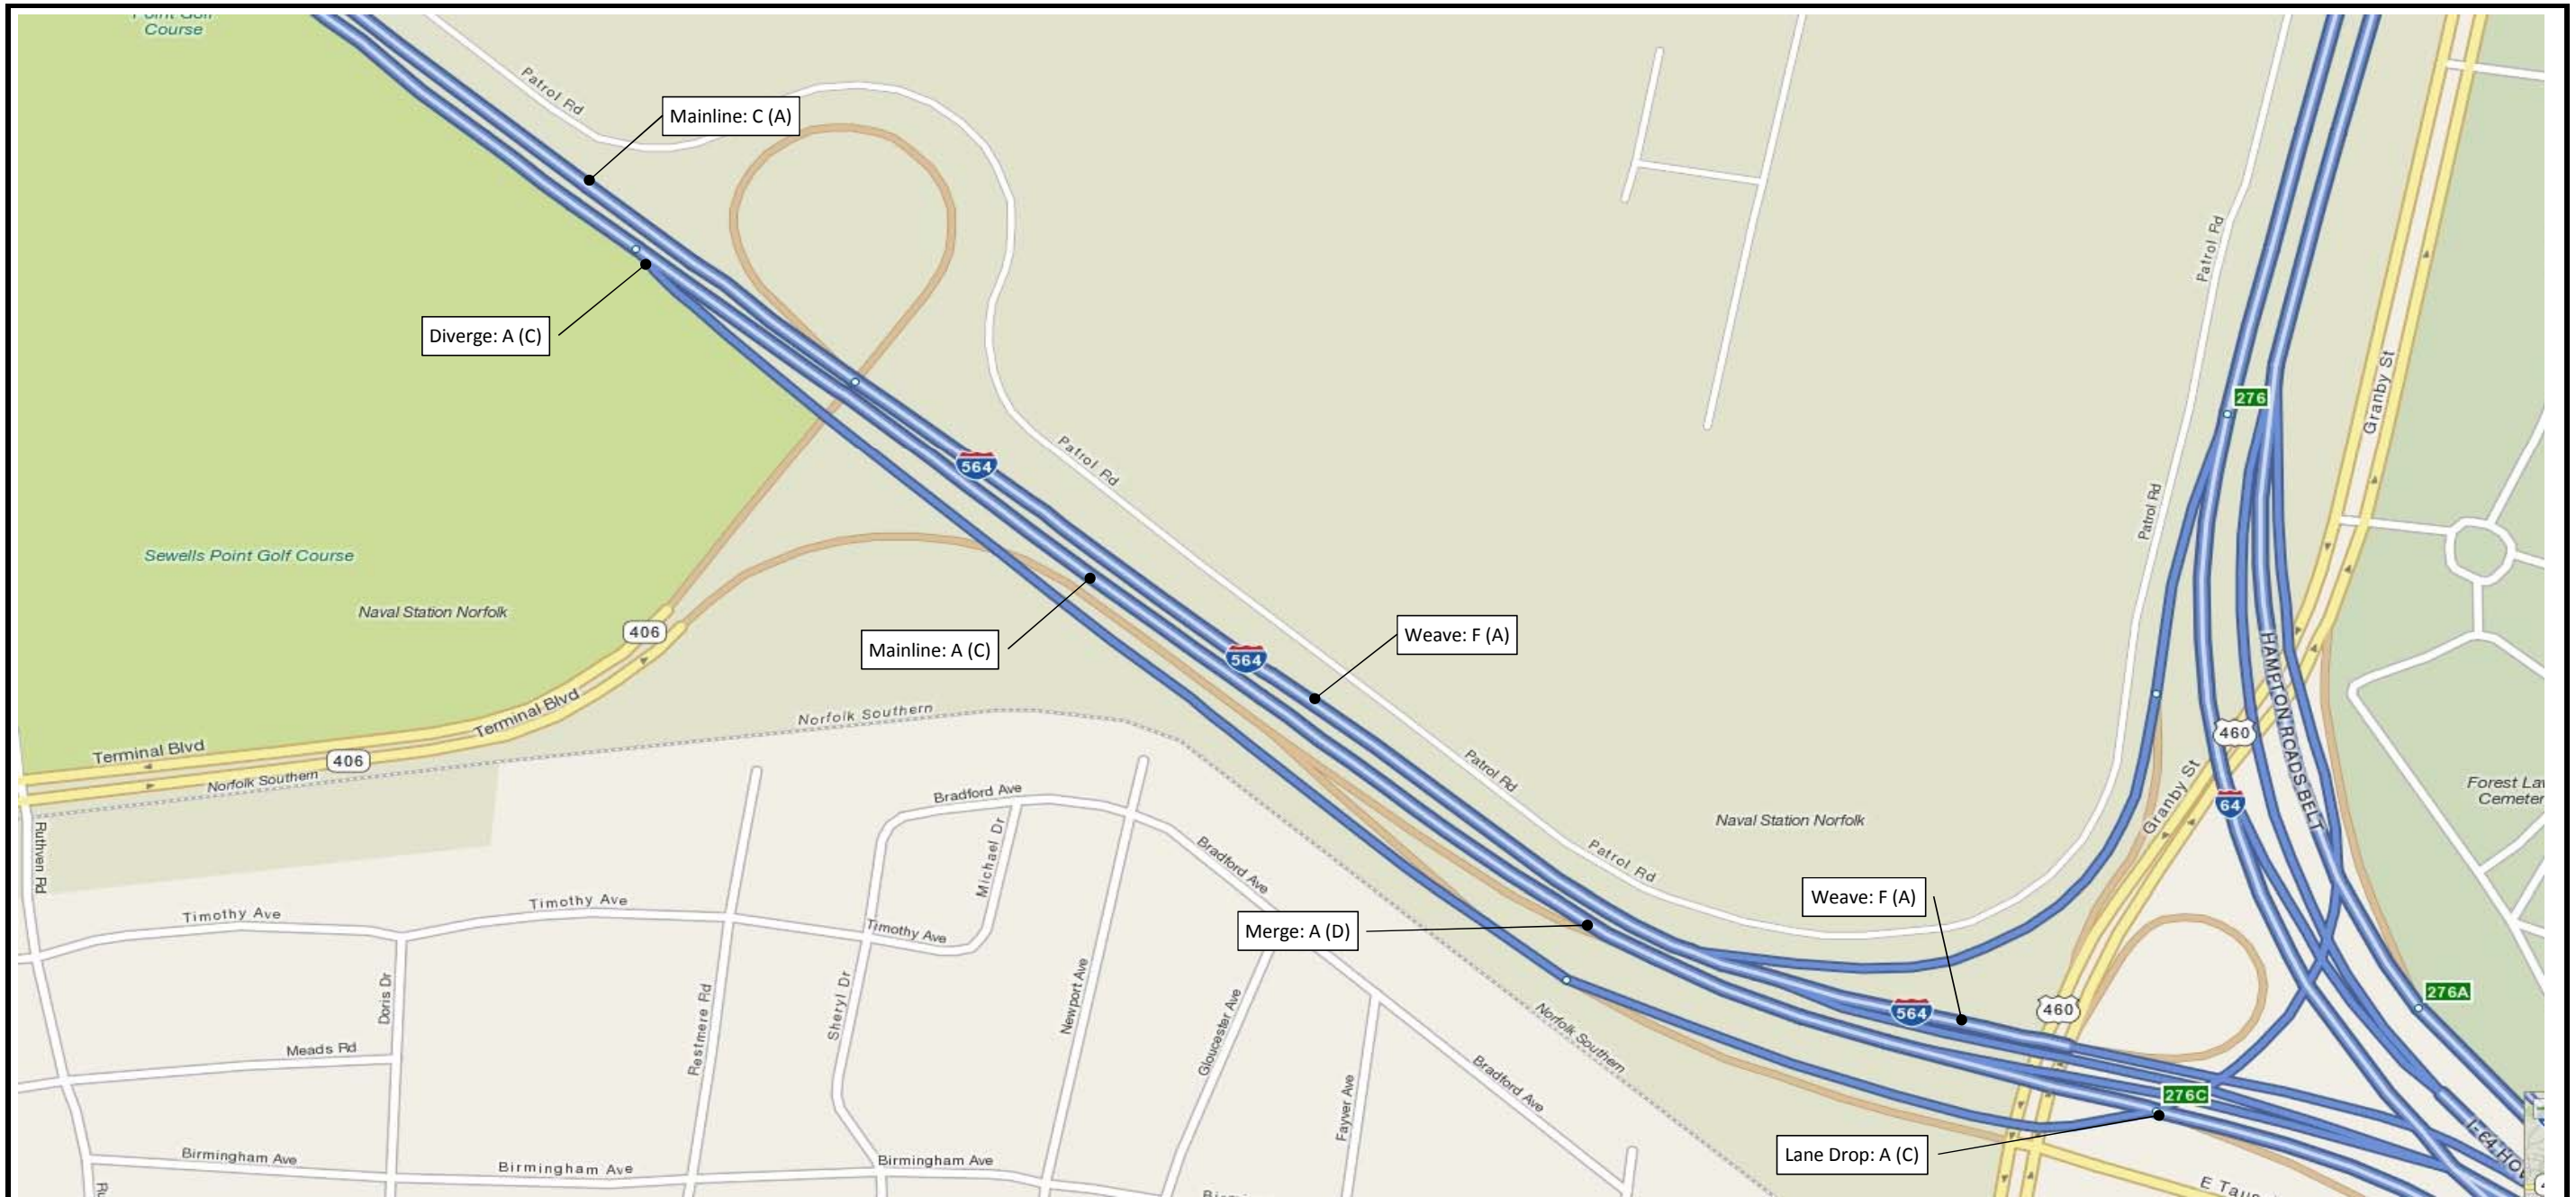 Point Golf
Course
Patrol Rd
Mainline: C (A)
Diverge: A (C)
Patrol Rd
276
Granby St
564
Patrol Rd
Patrol Rd
Sewells Point Golf Course
Naval Station Norfolk
406
Mainline: A (C)
564
Weave: F (A)
HAMPTON ROADS BELT
Terminal Blvd
Norfolk Southern
460
Terminal Blvd
406
Norfolk Southern
Patrol Rd
Granby St
64
Bradford Ave
Naval Station Norfolk
Ruthven Rd
Michael Dr
Bradford Ave
Patrol Rd
Timothy Ave
Timothy Ave
Timothy Ave
Merge: A (D)
Weave: F (A)
Doris Dr
Restmere Rd
Sheryl Dr
Newport Ave
Gloucester Ave
Norfolk Southern
564
460
276A
Meads Rd
Fayver Ave
Bradford Ave
276C
Lane Drop: A (C)
I-64 HOV
Birmingham Ave
Birmingham Ave
Birmingham Ave